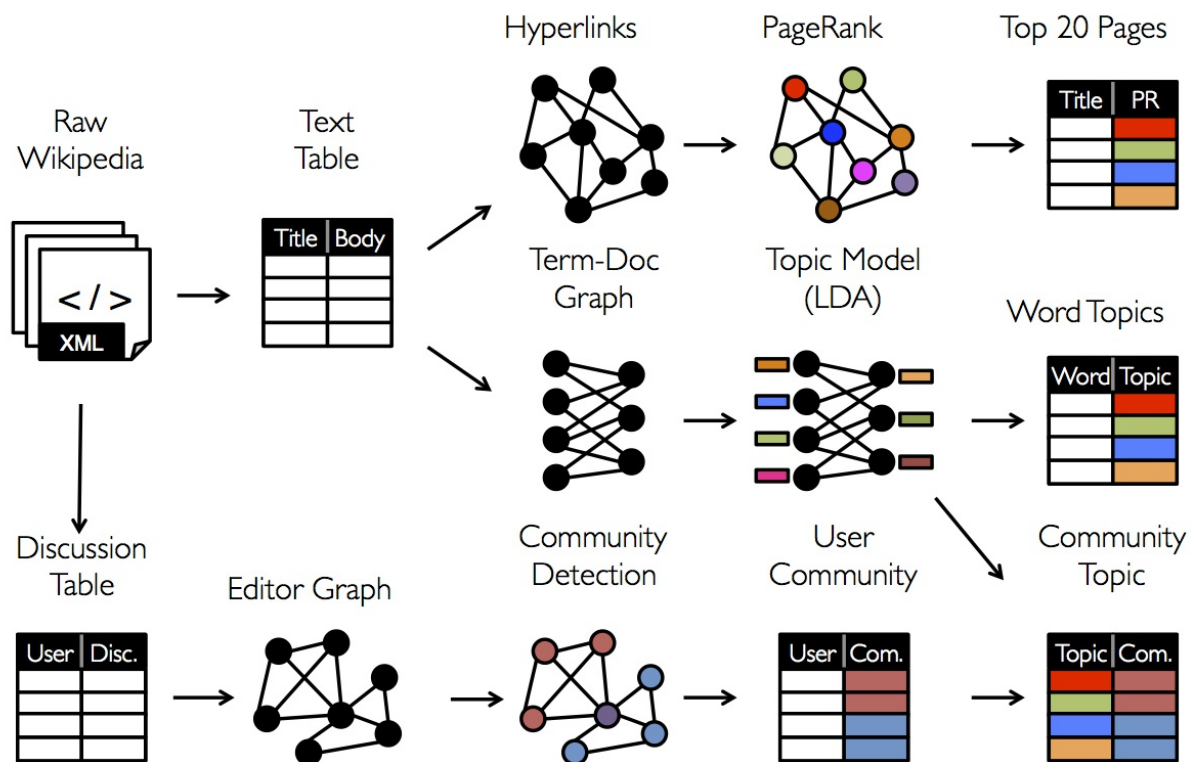 Hyperlinks
PageRank
Top 20 Pages
Raw
Wikipedia
Text
Table
Title PR
</>
XML
Title Body
Term-Doc
Graph
Topic Model
(LDA)
Word Topics
Word Topic
Discussion
Table
Editor Graph
Community
Detection
User
Community
Community
Topic
User Disc.
User Com.
Topic Com.